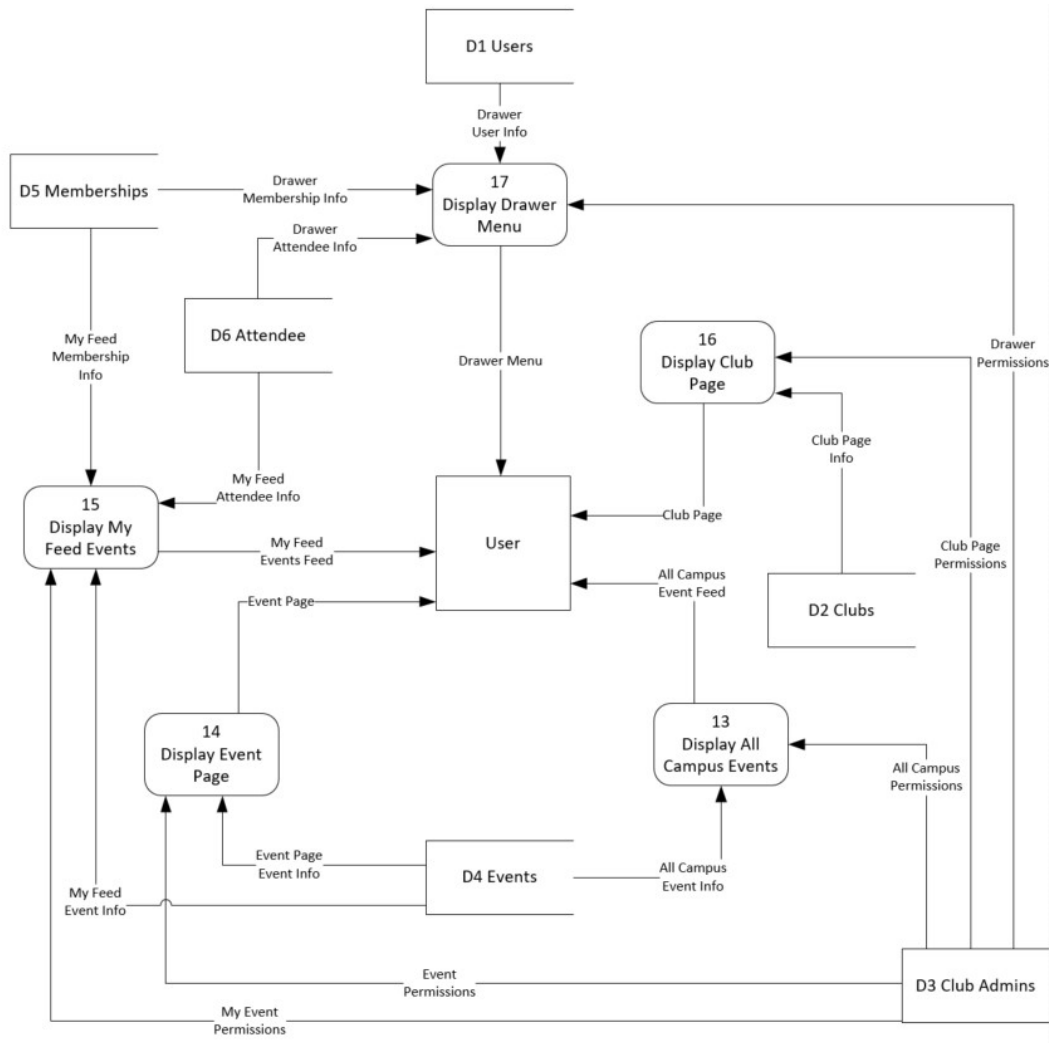 D1 Users
Drawer
User Info
D5 Memberships
Drawer
Membership Info
17
Display Drawer
Menu
Drawer
Attendee Info
D6 Attendee
My Feed
Membership
Info
Drawer Menu
16
Display Club
Page
Drawer
Permissions
Club Page
Info
My Feed
Attendee Info
15
Display My
Feed Events
User
Club Page
My Feed
Events Feed
Club Page
Permissions
All Campus
Event Feed
Event Page
D2 Clubs
14
Display Event
Page
13
Display All
Campus Events
All Campus
Permissions
Event Page
Event Info
D4 Events
All Campus
Event Info
My Feed
Event Info
Event
Permissions
D3 Club Admins
My Event
Permissions